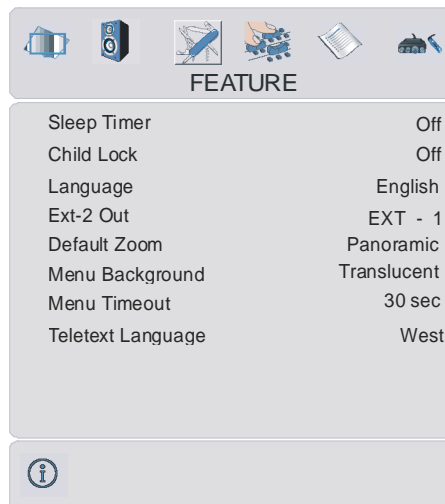 FEATURE
Sleep Timer Off
Child Lock Off
Language English
Ext-2 Out EXT - 1
Default Zoom Panoramic
Menu Background Translucent
Menu Timeout 30 sec
Teletext Language West